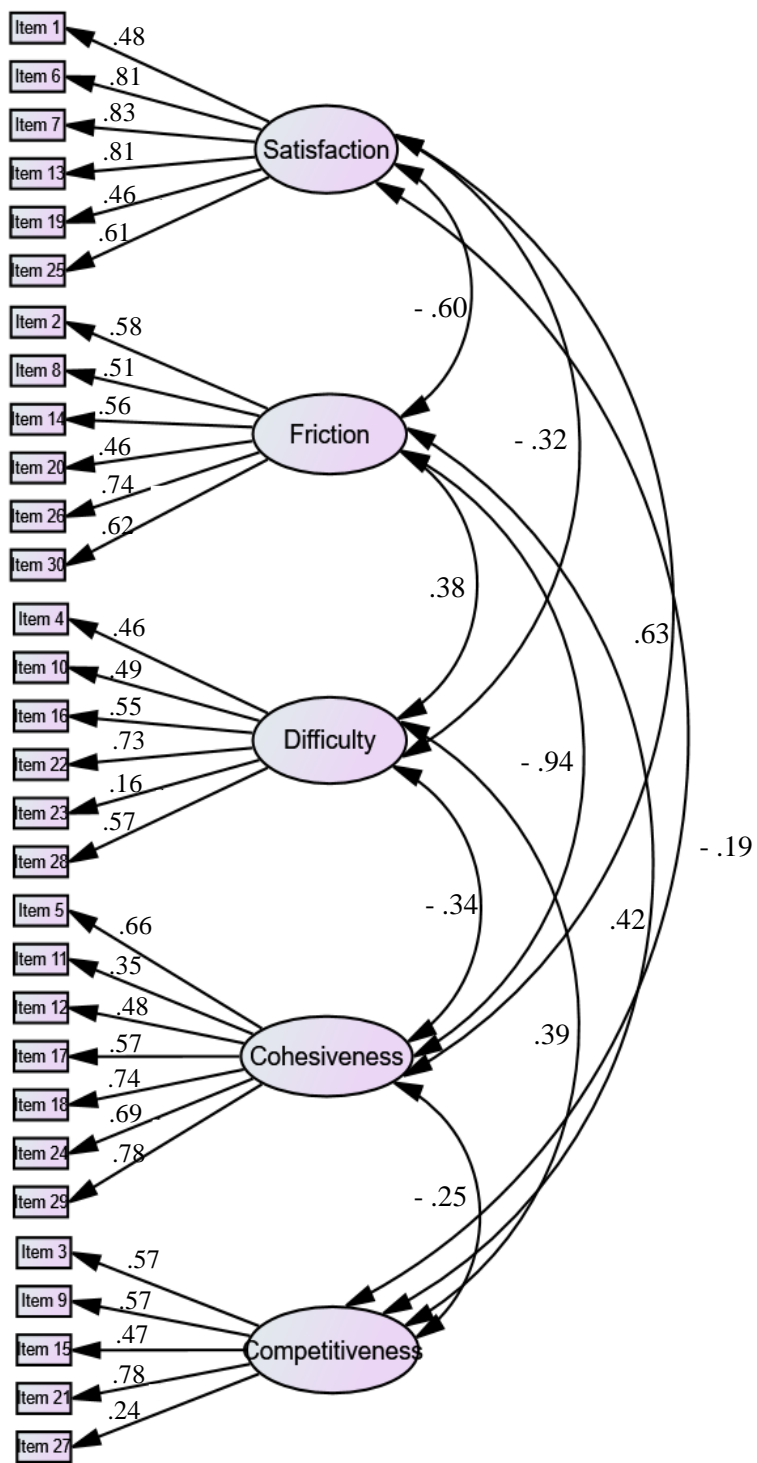 Item 1
.48
Item 6
.81
Item 7
.83
Item 13
.81
Item 19
.46
Item 25
.61
Satisfaction
- .60
Item 2
.58
Item 8
.51
Item 14
.56
Item 20
.46
Item 26
.74
Item 30
.62
Friction
- .32
.38
Item 4
.46
Item 10
.49
Item 16
.55
Item 22
.73
Item 23
.16
Item 28
.57
Difficulty
.63
- .94
- .19
- .34
.42
Item 5
.66
Item 11
.35
Item 12
.48
Item 17
.57
Item 18
.74
Item 24
.69
Item 29
.78
Cohesiveness
.39
- .25
Item 3
.57
Item 9
.57
Item 15
.47
Item 21
.78
Item 27
.24
Competitiveness